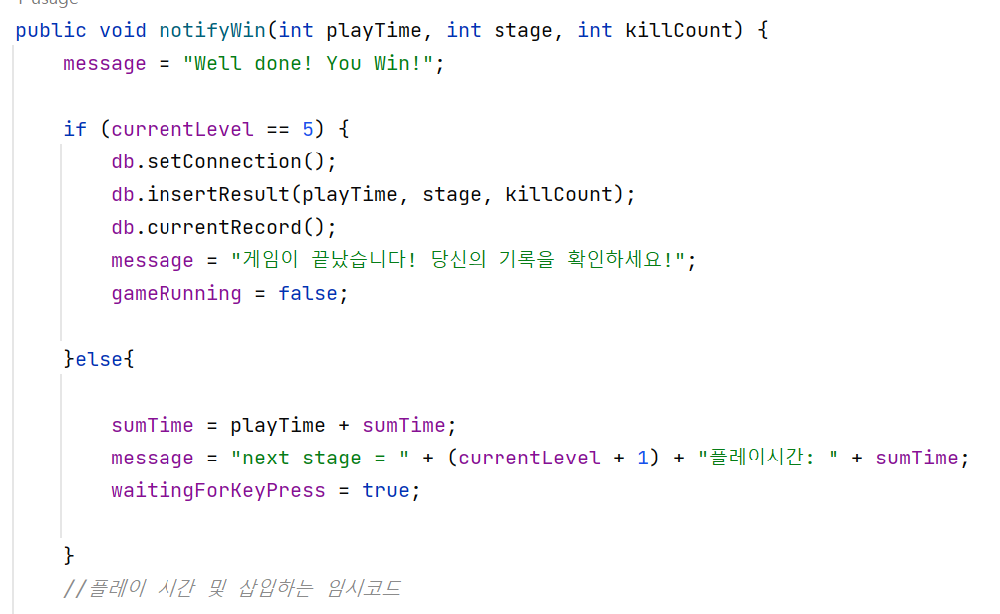 public void notifyWin(int playTime, int stage, int killCount) {
message = "Well done! You Win!";
if (currentLevel == 5) {
db.setConnection();
db.insertResult(playTime, stage, killCount);
db.currentRecord();
message = "게임이 끝났습니다! 당신의 기록을 확인하세요!";
gameRunning = false;
}else{
sumTime = playTime + sumTime;
message = "next stage = " + (currentLevel + 1) + "플레이시간: " + sumTime;
waitingForKeyPress = true;
}
//플레이 시간 및 삽입하는 임시코드